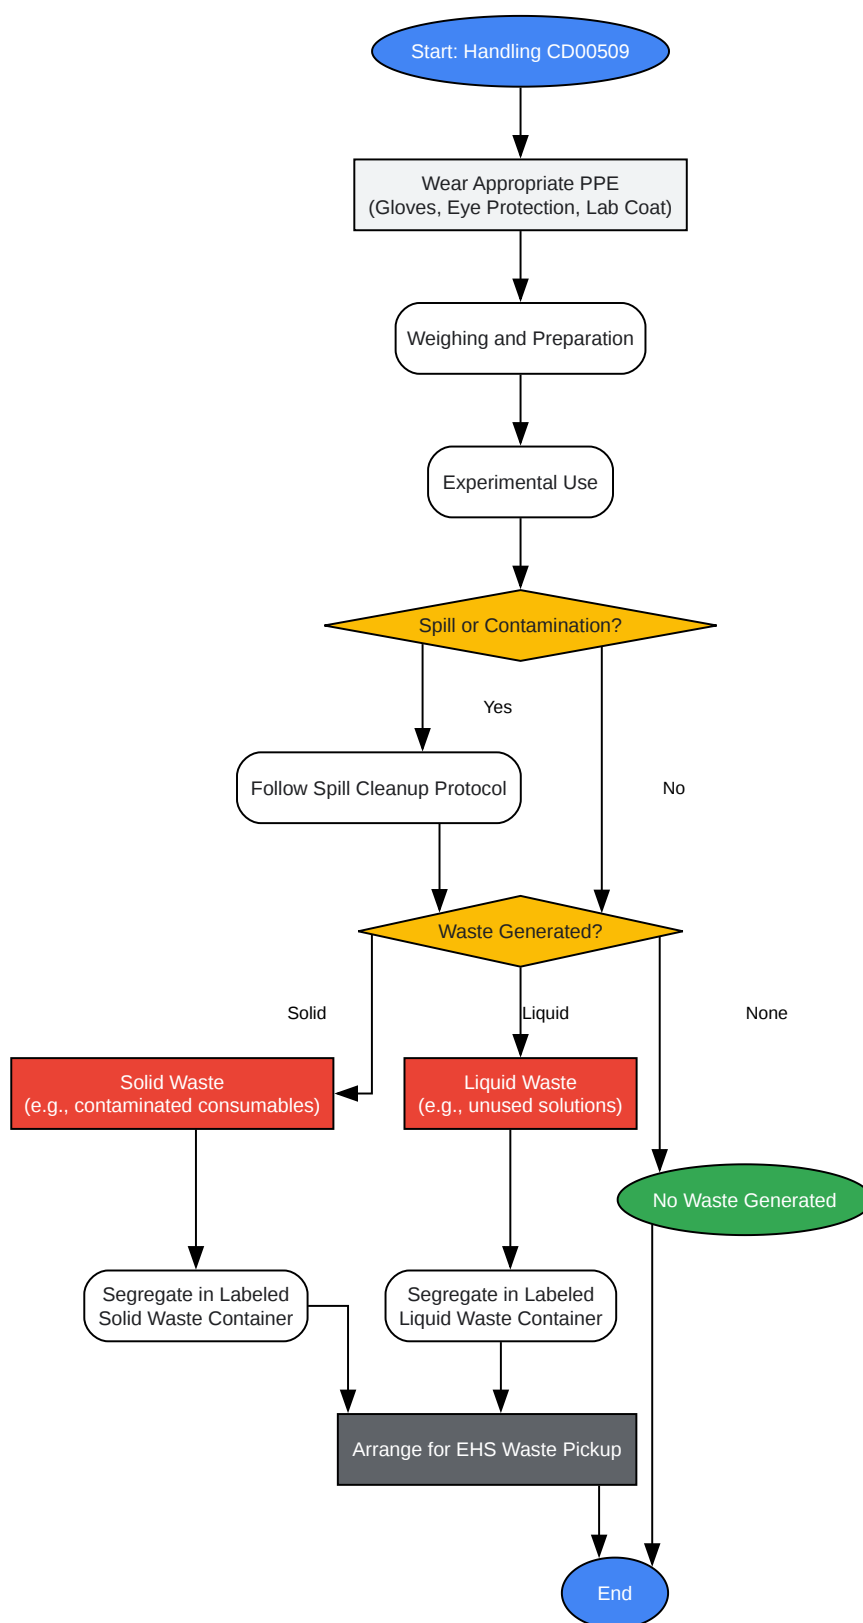 Start: Handling CD00509
Wear Appropriate PPE
(Gloves, Eye Protection, Lab Coat)
Weighing and Preparation
Experimental Use
Spill or Contamination?
Yes
Follow Spill Cleanup Protocol
No
Waste Generated?
Solid
Liquid
None
Solid Waste
(e.g., contaminated consumables)
Liquid Waste
(e.g., unused solutions)
No Waste Generated
Segregate in Labeled
Solid Waste Container
Segregate in Labeled
Liquid Waste Container
Arrange for EHS Waste Pickup
End